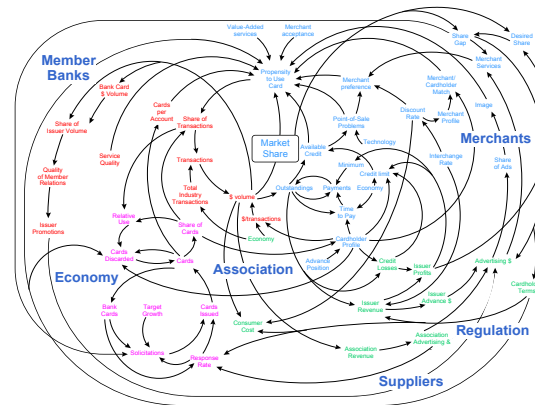 Value-Added
services
Merchant
acceptance
Share
Gap
Desired
Share
Member
Banks
Merchant
Services
Propensity
to Use
Card
Merchant
preference
Merchant/
Cardholder
Match
Bank Card
$ Volume
Image
Cards
per
Account
Share of
Transactions
Share of
Issuer Volume
Discount
Rate
Merchant
Profile
Point-of-Sale
Problems
Merchants
Market
Share
Available
Credit
Technology
Service
Quality
Transactions
Minimum
Interchange
Rate
Share
of Ads
Quality
of Member
Relations
Credit limit
Total
Industry
Transactions
Outstandings
Payments
Economy
$ volume
Time
to Pay
Relative
Use
$/transactions
Issuer
Promotions
Share of
Cards
Economy
Cardholder
Profile
Cards
Discarded
Cards
Economy
Association
Advance
Position
Credit
Losses
Issuer
Profits
Advertising $
Cardholder
Terms
Bank
Cards
Target
Growth
Cards
Issued
Issuer
Revenue
Issuer
Advance $
Consumer
Cost
Regulation
Solicitations
Response
Rate
Association
Revenue
Association
Advertising &
Suppliers